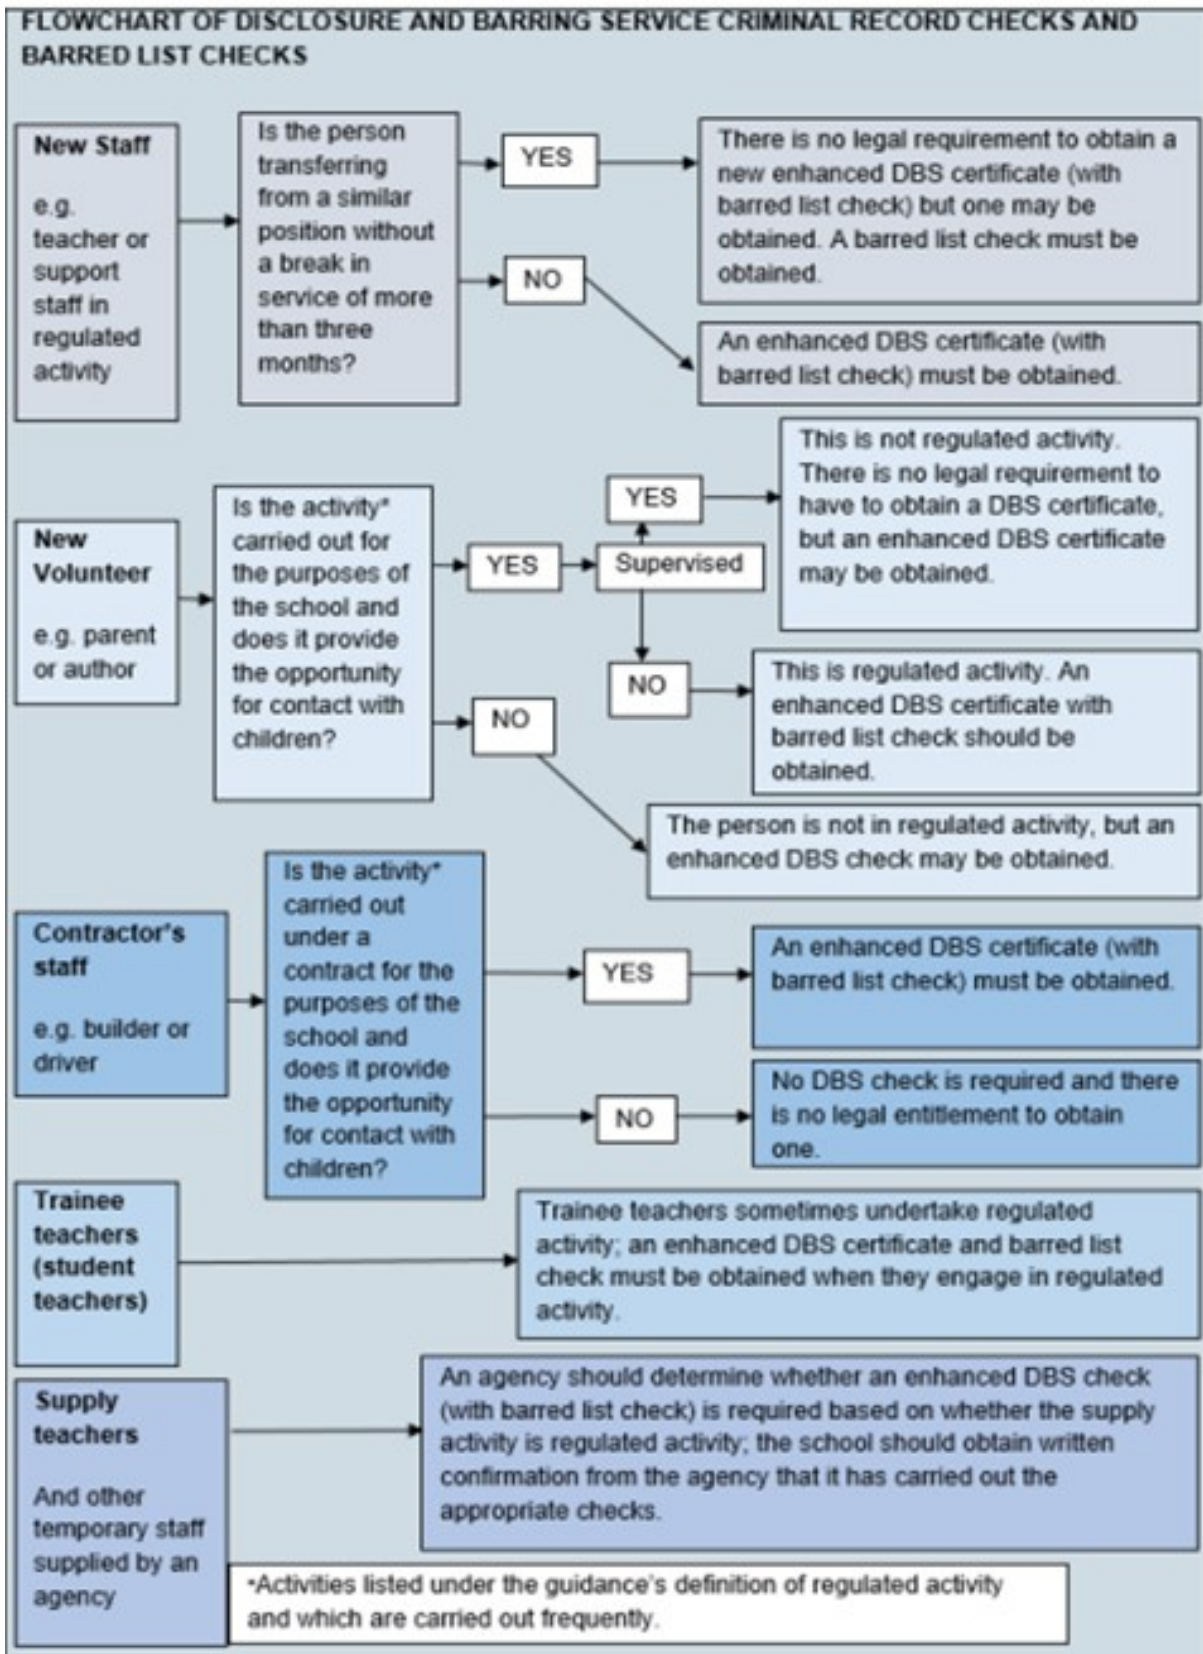 FLOWCHART OF DISCLOSURE AND BARRING SERVICE CRIMINAL RECORD CHECKS AND
BARRED LIST CHECKS
New Staff
e.g.
teacher or
support
staff in
regulated
activity
Is the person
transferring
from a similar
position without
a break in
service of more
than three
months?
YES
There is no legal requirement to obtain a
new enhanced DBS certificate (with
barred list check) but one may be
obtained. A barred list check must be
obtained.
NO
An enhanced DBS certificate (with
barred list check) must be obtained.
New
Volunteer
e.g. parent
or author
Is the activity*
carried out for
the purposes of
the school and
does it provide
the opportunity
for contact with
children?
YES
Supervised
YES
This is not regulated activity.
There is no legal requirement to
have to obtain a DBS certificate,
but an enhanced DBS certificate
may be obtained.
NO
This is regulated activity. An
enhanced DBS certificate with
barred list check should be
obtained.
NO
The person is not in regulated activity, but an
enhanced DBS check may be obtained.
Contractor's
staff
e.g. builder or
driver
Is the activity*
carried out
under a
contract for the
purposes of the
school and
does it provide
the opportunity
for contact with
children?
YES
An enhanced DBS certificate (with
barred list check) must be obtained.
NO
No DBS check is required and there
is no legal entitlement to obtain
one.
Trainee
teachers
(student
teachers)
Trainee teachers sometimes undertake regulated
activity; an enhanced DBS certificate and barred list
check must be obtained when they engage in regulated
activity.
Supply
teachers
And other
temporary staff
supplied by an
agency
An agency should determine whether an enhanced DBS check
(with barred list check) is required based on whether the supply
activity is regulated activity; the school should obtain written
confirmation from the agency that it has carried out the
appropriate checks.
*Activities listed under the guidance's definition of regulated activity
and which are carried out frequently.